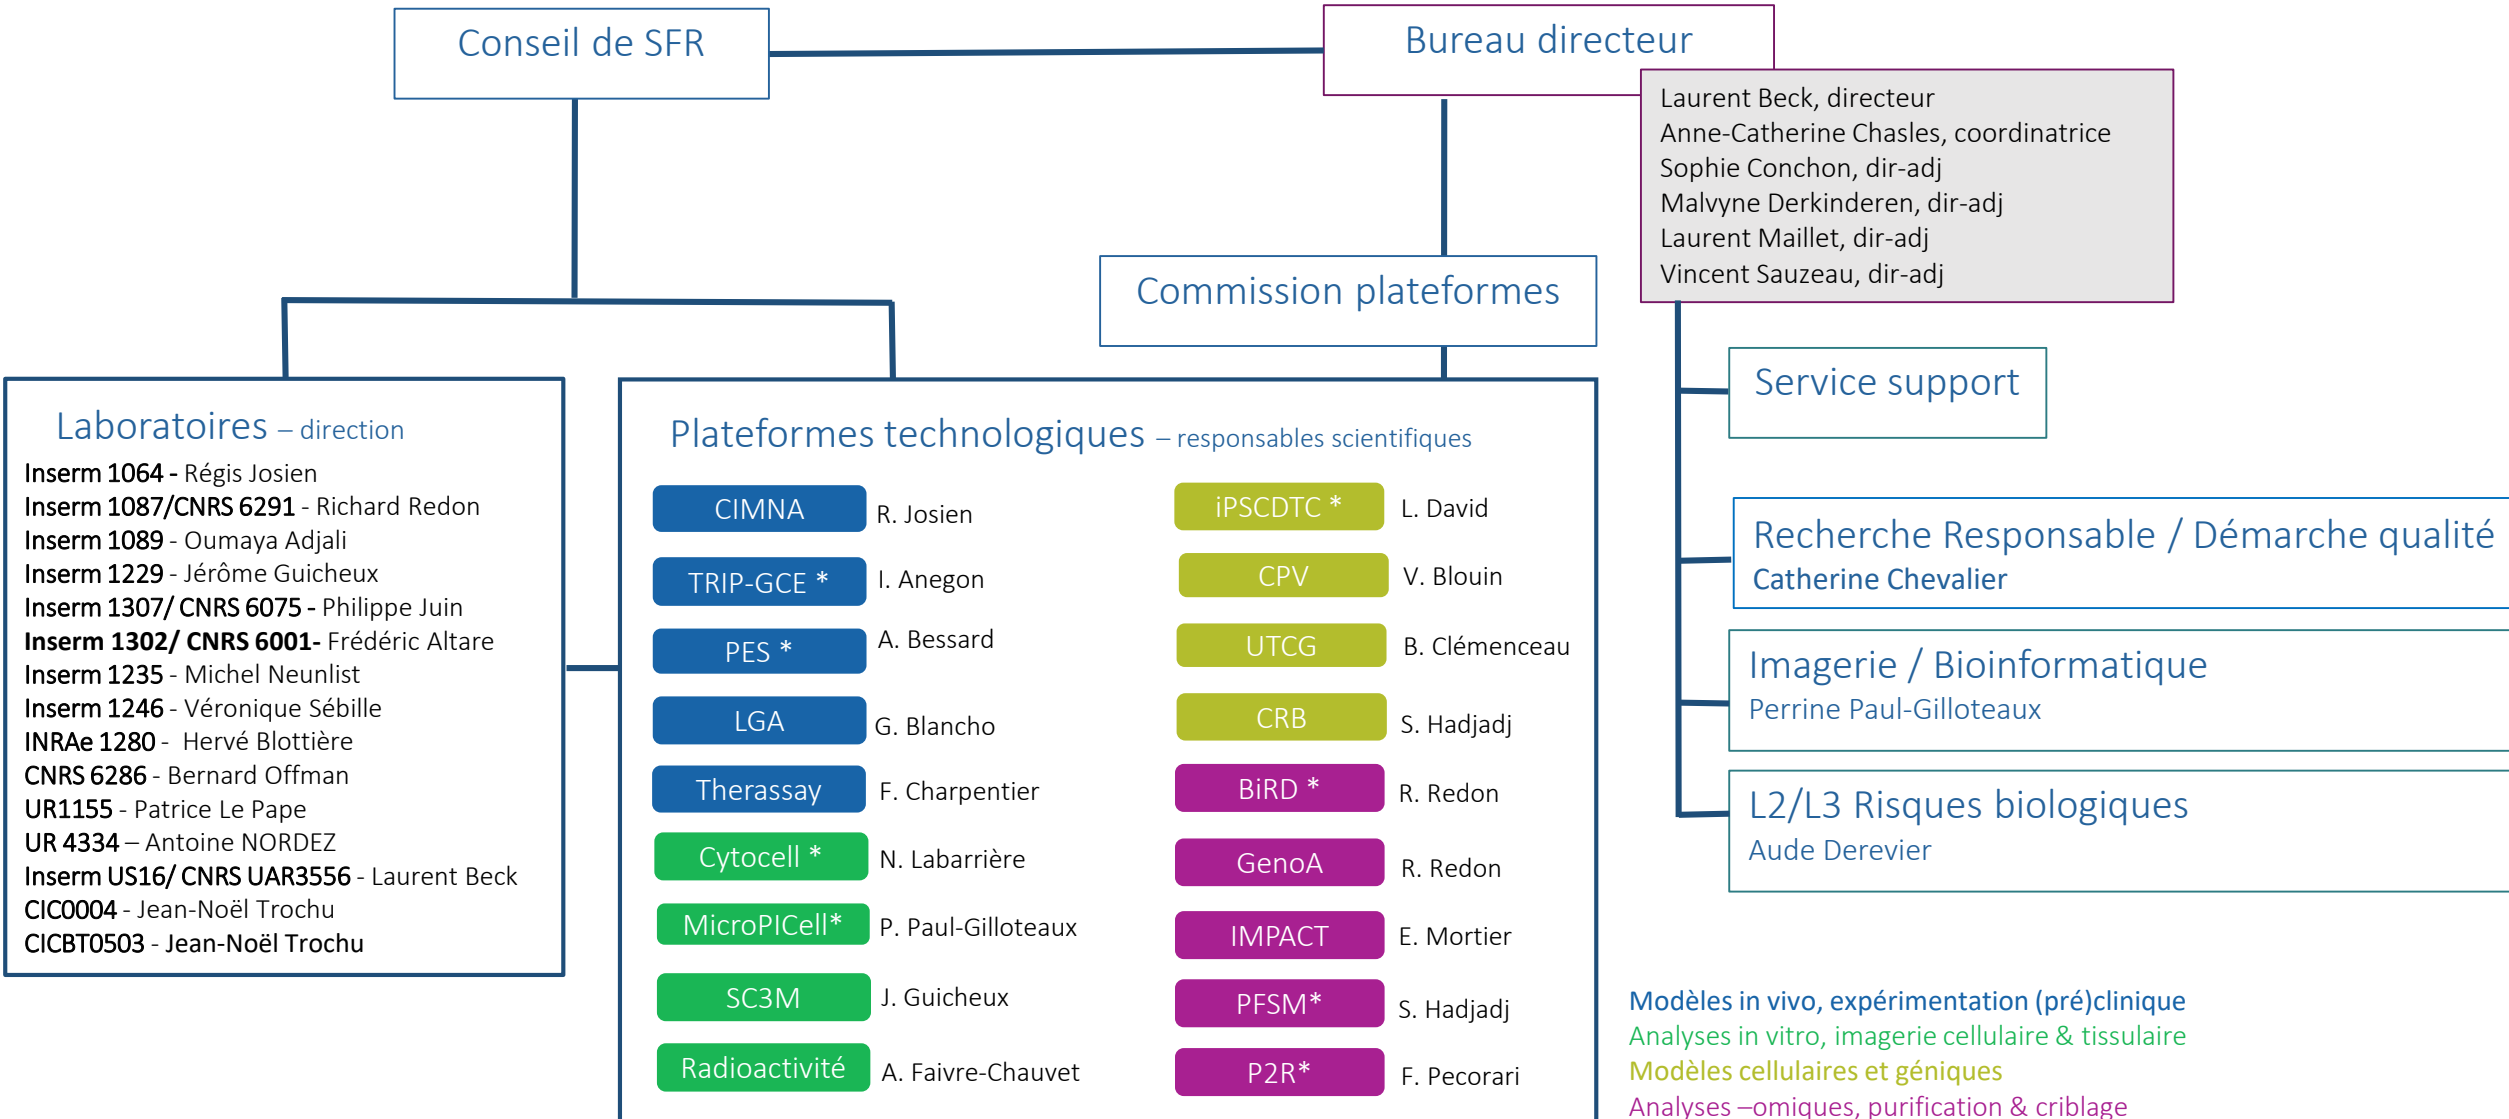 Conseil de SFR
Bureau directeur
Laurent Beck, directeur
Anne-Catherine Chasles, coordinatrice
Sophie Conchon, dir-adj
Malvyne Derkinderen, dir-adj
Laurent Maillet, dir-adj
Vincent Sauzeau, dir-adj
Commission plateformes
Laboratoires – direction
Inserm 1064 - Régis Josien
Inserm 1087/CNRS 6291 - Richard Redon
Inserm 1089 - Oumaya Adjali
Inserm 1229 - Jérôme Guicheux
Inserm 1307/ CNRS 6075 - Philippe Juin
Inserm 1302/ CNRS 6001- Frédéric Altare
Inserm 1235 - Michel Neunlist
Inserm 1246 - Véronique Sébille
INRAe 1280 - Hervé Blottière
CNRS 6286 - Bernard Offman
UR1155 - Patrice Le Pape
UR 4334 – Antoine NORDEZ
Inserm US16/ CNRS UAR3556 - Laurent Beck
CIC0004 - Jean-Noël Trochu
CICBT0503 - Jean-Noël Trochu
Plateformes technologiques – responsables scientifiques
CIMNA R. Josien
TRIP-GCE * I. Anegon
PES * A. Bessard
LGA G. Blancho
Therassay F. Charpentier
Cytocell * N. Labarrière
MicroPICell* P. Paul-Gilloteaux
SC3M J. Guicheux
Radioactivité A. Faivre-Chauvet
iPSCDTC * L. David
CPV V. Blouin
UTCG B. Clémenceau
CRB S. Hadjadj
BiRD * R. Redon
GenoA R. Redon
IMPACT E. Mortier
PFSM* S. Hadjadj
P2R* F. Pecorari
Service support
Recherche Responsable / Démarche qualité
Catherine Chevalier
Imagerie / Bioinformatique
Perrine Paul-Gilloteaux
L2/L3 Risques biologiques
Aude Derevier
Modèles in vivo, expérimentation (pré)clinique
Analyses in vitro, imagerie cellulaire & tissulaire
Modèles cellulaires et géniques
Analyses –omiques, purification & criblage